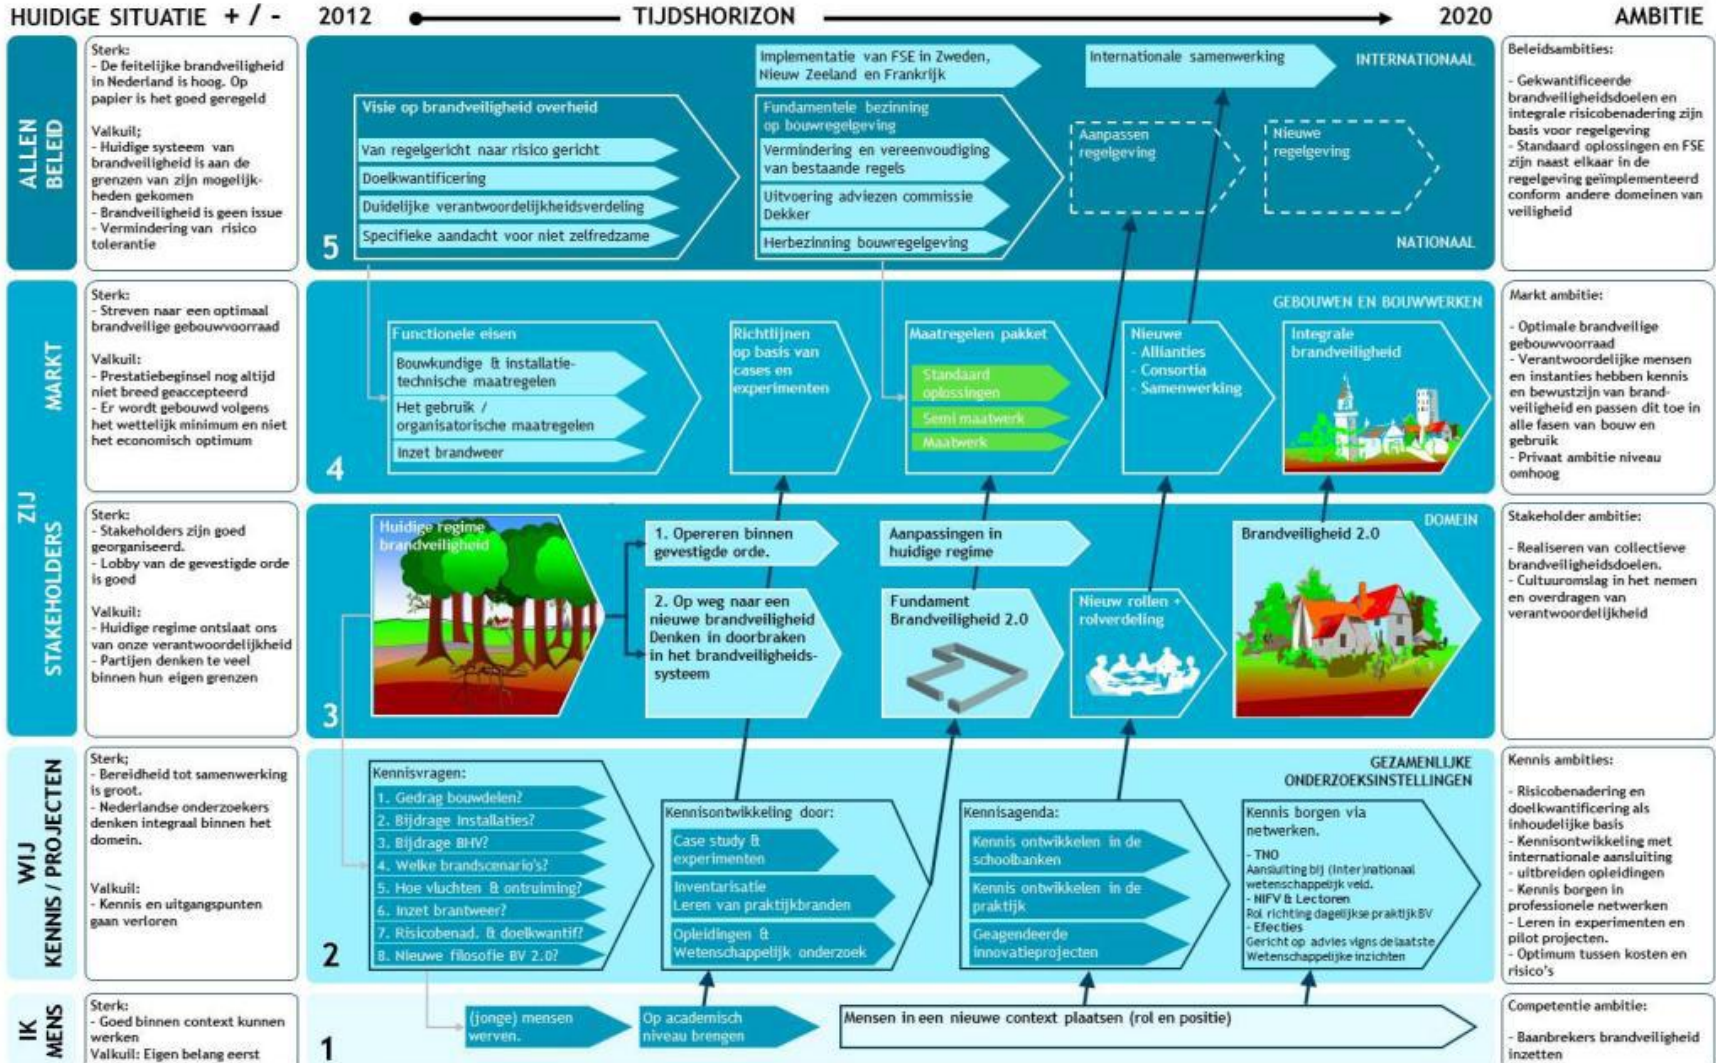 HUIDIGE SITUATIE + / -
2012
TIJDSHORIZON
2020
AMBITIE
ALLEN
BELEID
Sterk:
- De feitelijke brandveiligheid
in Nederland is hoog. Op
papier is het goed geregeld
Valkuil;
- Huidige systeem van
brandveiligheid is aan de
grenzen van zijn mogelijk-
heden gekomen
- Brandveiligheid is geen issue
- Vermindering van risico
tolerantie
5
Visie op brandveiligheid overheid
Van regelgericht naar risico gericht
Doelkwantificering
Duidelijke verantwoordelijkheidsverdeling
Specifieke aandacht voor niet zelfredzame
Implementatie van FSE in Zweden,
Nieuw Zeeland en Frankrijk
Fundamentele bezinning
op bouwregelgeving
Vermindering en vereenvoudiging
van bestaande regels
Uitvoering adviezen commissie
Dekker
Herbezinning bouwregelgeving
Internationale samenwerking
INTERNATIONAAL
Aanpassen
regelgeving
Nieuwe
regelgeving
NATIONAAL
Beleidsambities:
- Gekwantificeerde
brandveiligheidsdoelen en
integrale risicobenadering zijn
basis voor regelgeving
- Standaard oplossingen en FSE
zijn naast elkaar in de
regelgeving geïmplementeerd
conform andere domeinen van
veiligheid
ZIJ
MARKT
Sterk:
- Streven naar een optimaal
brandveilige gebouwvoorraad
Valkuil:
- Prestatiebeginsel nog altijd
niet breed geaccepteerd
- Er wordt gebouwd volgens
het wettelijk minimum en niet
het economisch optimum
4
Functionele eisen
Bouwkundige & installatie-
technische maatregelen
Het gebruik /
organisatorische maatregelen
Inzet brandweer
Richtlijnen
op basis van
cases en
experimenten
Maatregelen pakket
Standaard
oplossingen
Semi maatwerk
Maatwerk
Nieuwe
- Allianties
- Consortia
- Samenwerking
GEBOUWEN EN BOUWWERKEN
Integrale
brandveiligheid
Markt ambitie:
- Optimale brandveilige
gebouwvoorraad
- Verantwoordelijke mensen
en instanties hebben kennis
en bewustzijn van brand-
veiligheid en passen dit toe in
alle fasen van bouw en
gebruik
- Privaat ambitie niveau
omhoog
STAKEHOLDERS
Sterk:
- Stakeholders zijn goed
georganiseerd.
- Lobby van de gevestigde orde
is goed
Valkuil:
- Huidige regime ontslaat ons
van onze verantwoordelijkheid
- Partijen denken te veel
binnen hun eigen grenzen
3
Huidige regime
brandveiligheid
1. Opereren binnen
gevestigde orde.
2. Op weg naar een
nieuwe brandveiligheid
Denken in doorbraken
in het brandveiligheids-
systeem
Aanpassingen in
huidige regime
Fundament
Brandveiligheid 2.0
Nieuw rollen +
rolverdeling
DOMEIN
Brandveiligheid 2.0
Stakeholder ambitie:
- Realiseren van collectieve
brandveiligheidsdoelen.
- Cultuuromslag in het nemen
en overdragen van
verantwoordelijkheid
WIJ
KENNIS / PROJECTEN
Sterk;
- Bereidheid tot samenwerking
is groot.
- Nederlandse onderzoekers
denken integraal binnen het
domein.
Valkuil:
- Kennis en uitgangspunten
gaan verloren
2
Kennisvragen:
1. Gedrag bouwdelen?
2. Bijdrage Installaties?
3. Bijdrage BHV?
4. Welke brandscenario's?
5. Hoe vluchten & ontruiming?
6. Inzet brantweer?
7. Risicobenad. & doelkwantif?
8. Nieuwe filosofie BV 2.0?
Kennisontwikkeling door:
Case study &
experimenten
Inventarisatie
Leren van praktijkbranden
Opleidingen &
Wetenschappelijk onderzoek
Kennisagenda:
Kennis ontwikkelen in de
schoolbanken
Kennis ontwikkelen in de
praktijk
Geagendeerde
innovatieprojecten
GEZAMENLIJKE
ONDERZOEKSINSTELLINGEN
Kennis borgen via
netwerken.
- TNO
Aansluiting bij (inter)nationaal
wetenschappelijk veld.
- NIFV & Lectoren
Rol richting dagelijkse praktijk BV
- Efecties
Gericht op advies vlgns de laatste
Wetenschappelijke inzichten
Kennis ambities:
- Risicobenadering en
doelkwantificering als
inhoudelijke basis
- Kennisontwikkeling met
internationale aansluiting
- uitbreiden opleidingen
- Kennis borgen in
professionele netwerken
- Leren in experimenten en
pilot projecten.
- Optimum tussen kosten en
risico's
IK
MENS
Sterk:
- Goed binnen context kunnen
werken
Valkuil: Eigen belang eerst
1
(jonge) mensen
werven.
Op academisch
niveau brengen
Mensen in een nieuwe context plaatsen (rol en positie)
Competentie ambitie:
- Baanbrekers brandveiligheid
inzetten